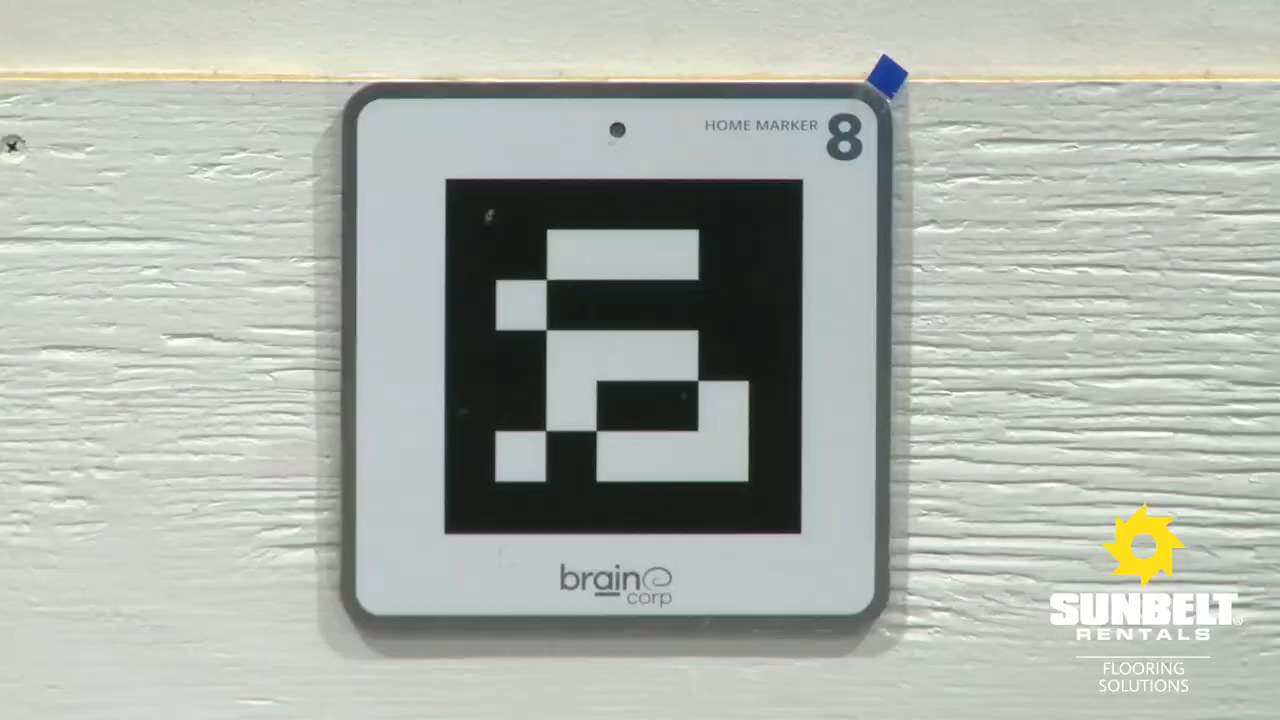 HOME MARKER 8
brain
corp
SUNBELT®
RENTALS
FLOORING
SOLUTIONS